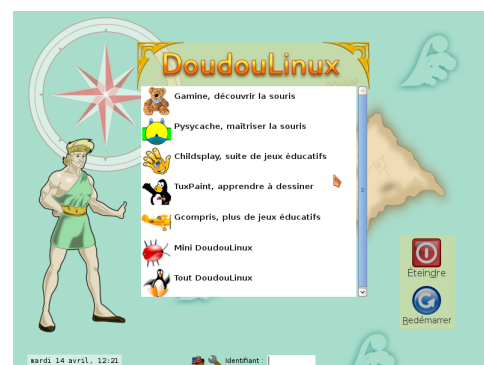 DoudouLinux
Gamine, découvrir la souris
Pysycache, maîtriser la souris
Childsplay, suite de jeux éducatifs
TuxPaint, apprendre à dessiner
Gcompris, plus de jeux éducatifs
Mini DoudouLinux
Tout DoudouLinux
Éteindre
Redémarrer
mardi 14 avril, 12:21
Identifiant :